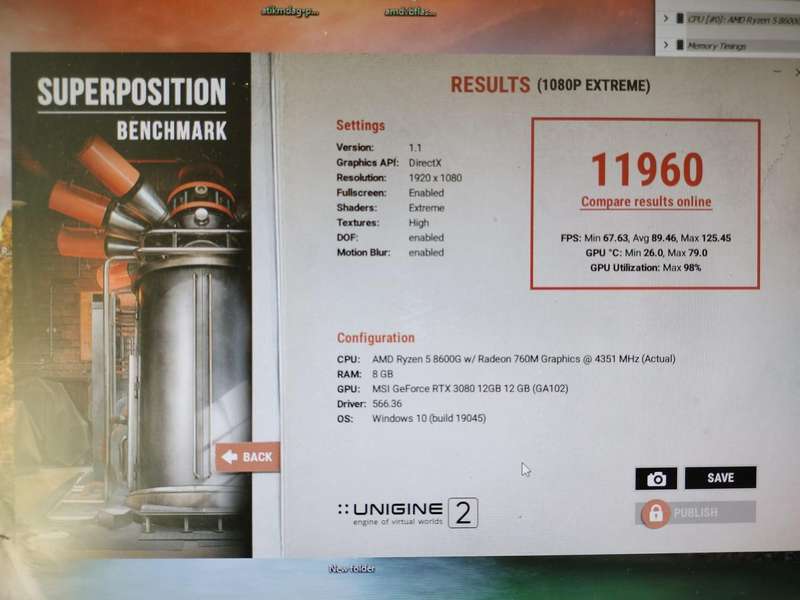 atikmdag-p...
amdvbflas...
CPU [#0]: AMD Ryzen 5 8600G
Memory Timings
SUPERPOSITION
BENCHMARK
RESULTS (1080P EXTREME)
Settings
Version: 1.1
Graphics API: DirectX
Resolution: 1920 x 1080
Fullscreen: Enabled
Shaders: Extreme
Textures: High
DOF: enabled
Motion Blur: enabled
11960
Compare results online
FPS: Min 67.63, Avg 89.46, Max 125.45
GPU °C: Min 26.0, Max 79.0
GPU Utilization: Max 98%
Configuration
CPU: AMD Ryzen 5 8600G w/ Radeon 760M Graphics @ 4351 MHz (Actual)
RAM: 8 GB
GPU: MSI GeForce RTX 3080 12GB 12 GB (GA102)
Driver: 566.36
OS: Windows 10 (build 19045)
BACK
SAVE
PUBLISH
UNIGINE 2
engine of virtual worlds
New folder